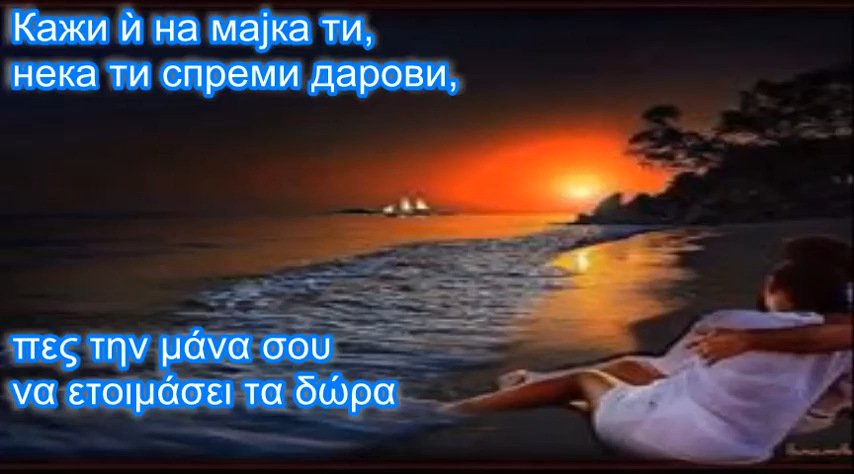 Кажи ѝ на мајка ти,
нека ти спреми дарови,
πες την μάνα σου
να ετοιμάσει τα δώρα